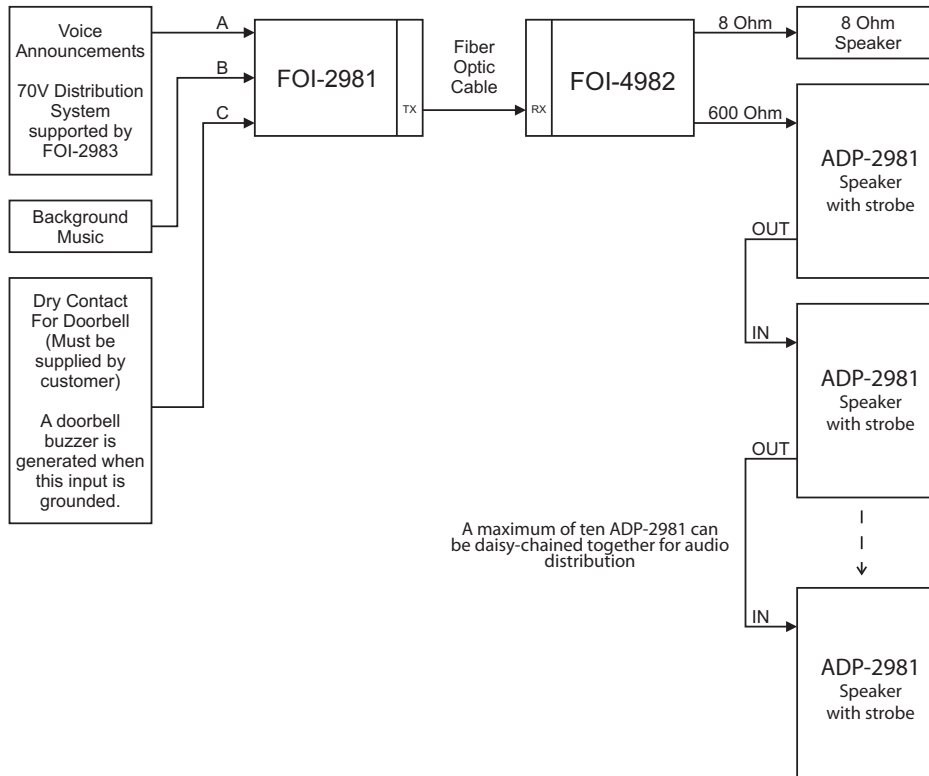 Voice
Announcements
70V Distribution
System
supported by
FOI-2983
A
B
C
Background
Music
Dry Contact
For Doorbell
(Must be
supplied by
customer)
A doorbell
buzzer is
generated when
this input is
grounded.
FOI-2981
TX
Fiber
Optic
Cable
RX
FOI-4982
8 Ohm
600 Ohm
8 Ohm
Speaker
ADP-2981
Speaker
with strobe
OUT
IN
ADP-2981
Speaker
with strobe
OUT
A maximum of ten ADP-2981 can
be daisy-chained together for audio
distribution
IN
ADP-2981
Speaker
with strobe